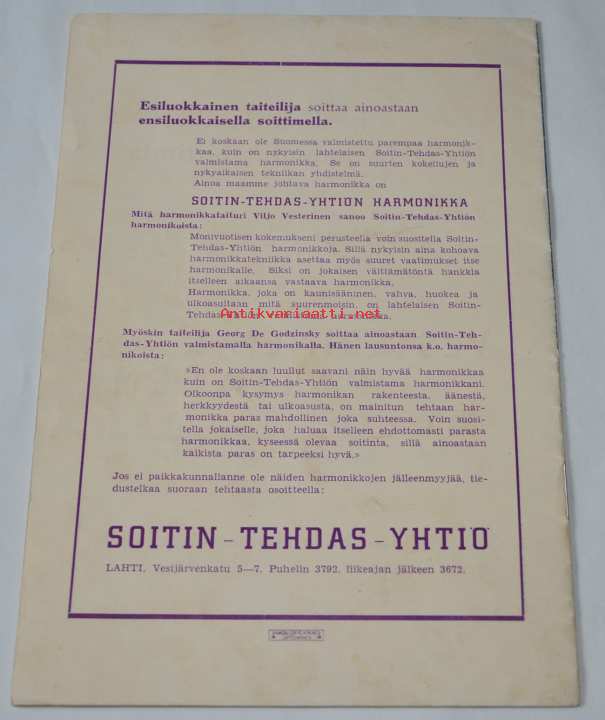 Esiluokkainen taiteilija soittaa ainoastaan
ensiluokkaisella soittimella.
Ei koskaan ole Suomessa valmistettu parempaa harmonik-
kaa, kuin on nykyisin lahtelaisen Soitin-Tehdas-Yhtiön
valmistama harmonikka. Se on suurten kokeilujen ja
nykyaikaisen tekniikan yhdistelmä.
Ainoa maamme johtava harmonikka on
SOITIN-TEHDAS-YHTIÖN HARMONIKKA
Mitä harmonikkataituri Viljo Vesterinen sanoo Soitin-Tehdas-Yhtiön
harmonikoista:
Monivuotisen kokemukseni perusteella voin suositella Soitin-
Tehdas-Yhtiön harmonikkoja. Sillä nykyisin aina kohoava
harmonikkatekniikka asettaa myös suuret vaatimukset itse
harmonikalle. Siksi on jokaisen välttämätöntä hankkia
itselleen aikaansa vastaava harmonikka.
Harmonikka, joka on kaunisääninen, vahva, huokea ja
ulkoasultaan mitä suurenmoisin, on lahtelaisen Soitin-
Tehdas-Yhtiön harmonikka.
Antikvariaatti.net
Myöskin taiteilija Georg De Godzinsky soittaa ainoastaan Soitin-Teh-
das-Yhtiön valmistamalla harmonikalla. Hänen lausuntonsa k.o. harmo-
nikoista:
»En ole koskaan luullut saavani näin hyvää harmonikkaa
kuin on Soitin-Tehdas-Yhtiön valmistama harmonikkani.
Olkoonpa kysymys harmonikan rakenteesta, äänestä,
herkkyydestä tai ulkoasusta, on mainitun tehtaan har-
monikka paras mahdollinen joka suhteessa. Voin suosi-
tella jokaiselle, joka haluaa itselleen ehdottomasti parasta
harmonikkaa, kyseessä olevaa soitinta, sillä ainoastaan
kaikista paras on tarpeeksi hyvä.»
Jos ei paikkakunnallanne ole näiden harmonikkojen jälleenmyyjää, tie-
dustelkaa suoraan tehtaasta osoitteella:
SOITIN-TEHDAS-YHTIÖ
LAHTI, Vesijärvenkatu 5—7. Puhelin 3792, liikeajan jälkeen 3672.